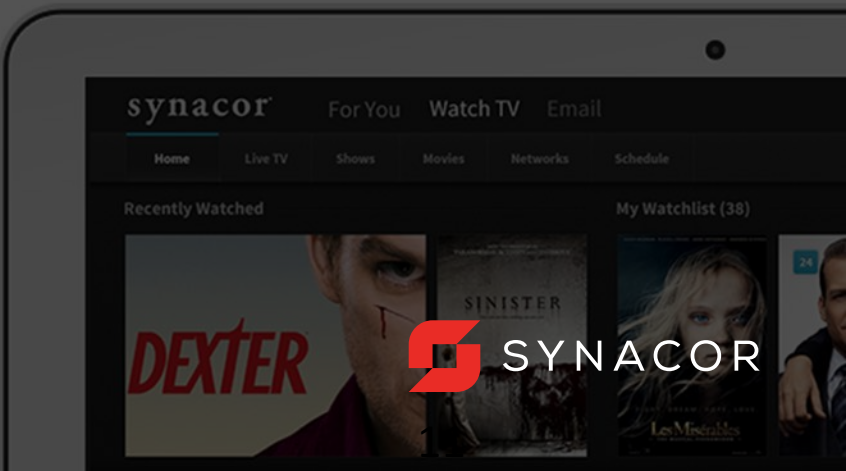 synacor
For You Watch TV Email
Home Live TV Shows Movies Networks Schedule
Recently Watched My Watchlist (38)
24
SINISTER
DEXTER
SYNACOR
Les Misérables